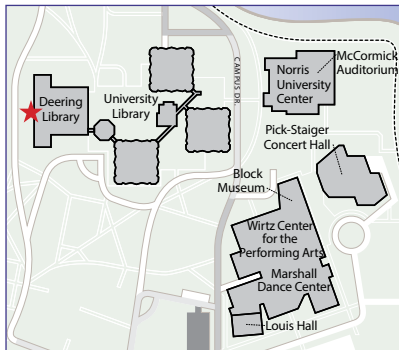 Deering
Library
University
Library
CAMPUS DR.
Norris
University
Center
McCormick
Auditorium
Pick-Staiger
Concert Hall
Block
Museum
Wirtz Center
for the
Performing Arts
Marshall
Dance Center
Louis Hall